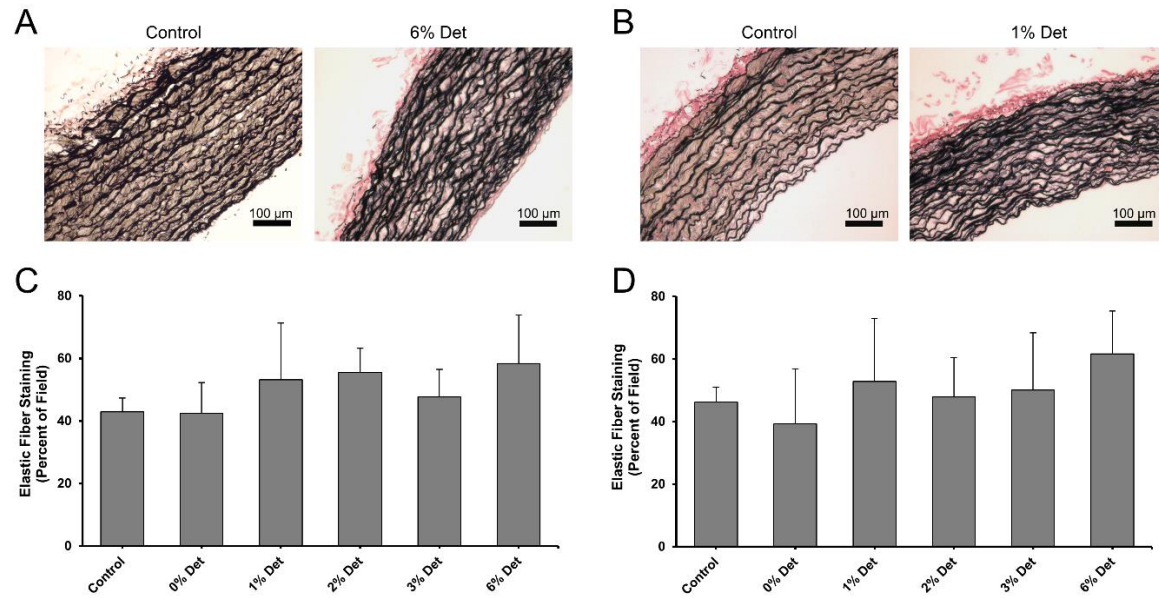 A
Control
6% Det
100 µm
100 µm
B
Control
1% Det
100 µm
100 µm
C
Elastic Fiber Staining
(Percent of Field)
80
60
40
20
0
Control
0% Det
1% Det
2% Det
3% Det
6% Det
D
Elastic Fiber Staining
(Percent of Field)
80
60
40
20
0
Control
0% Det
1% Det
2% Det
3% Det
6% Det